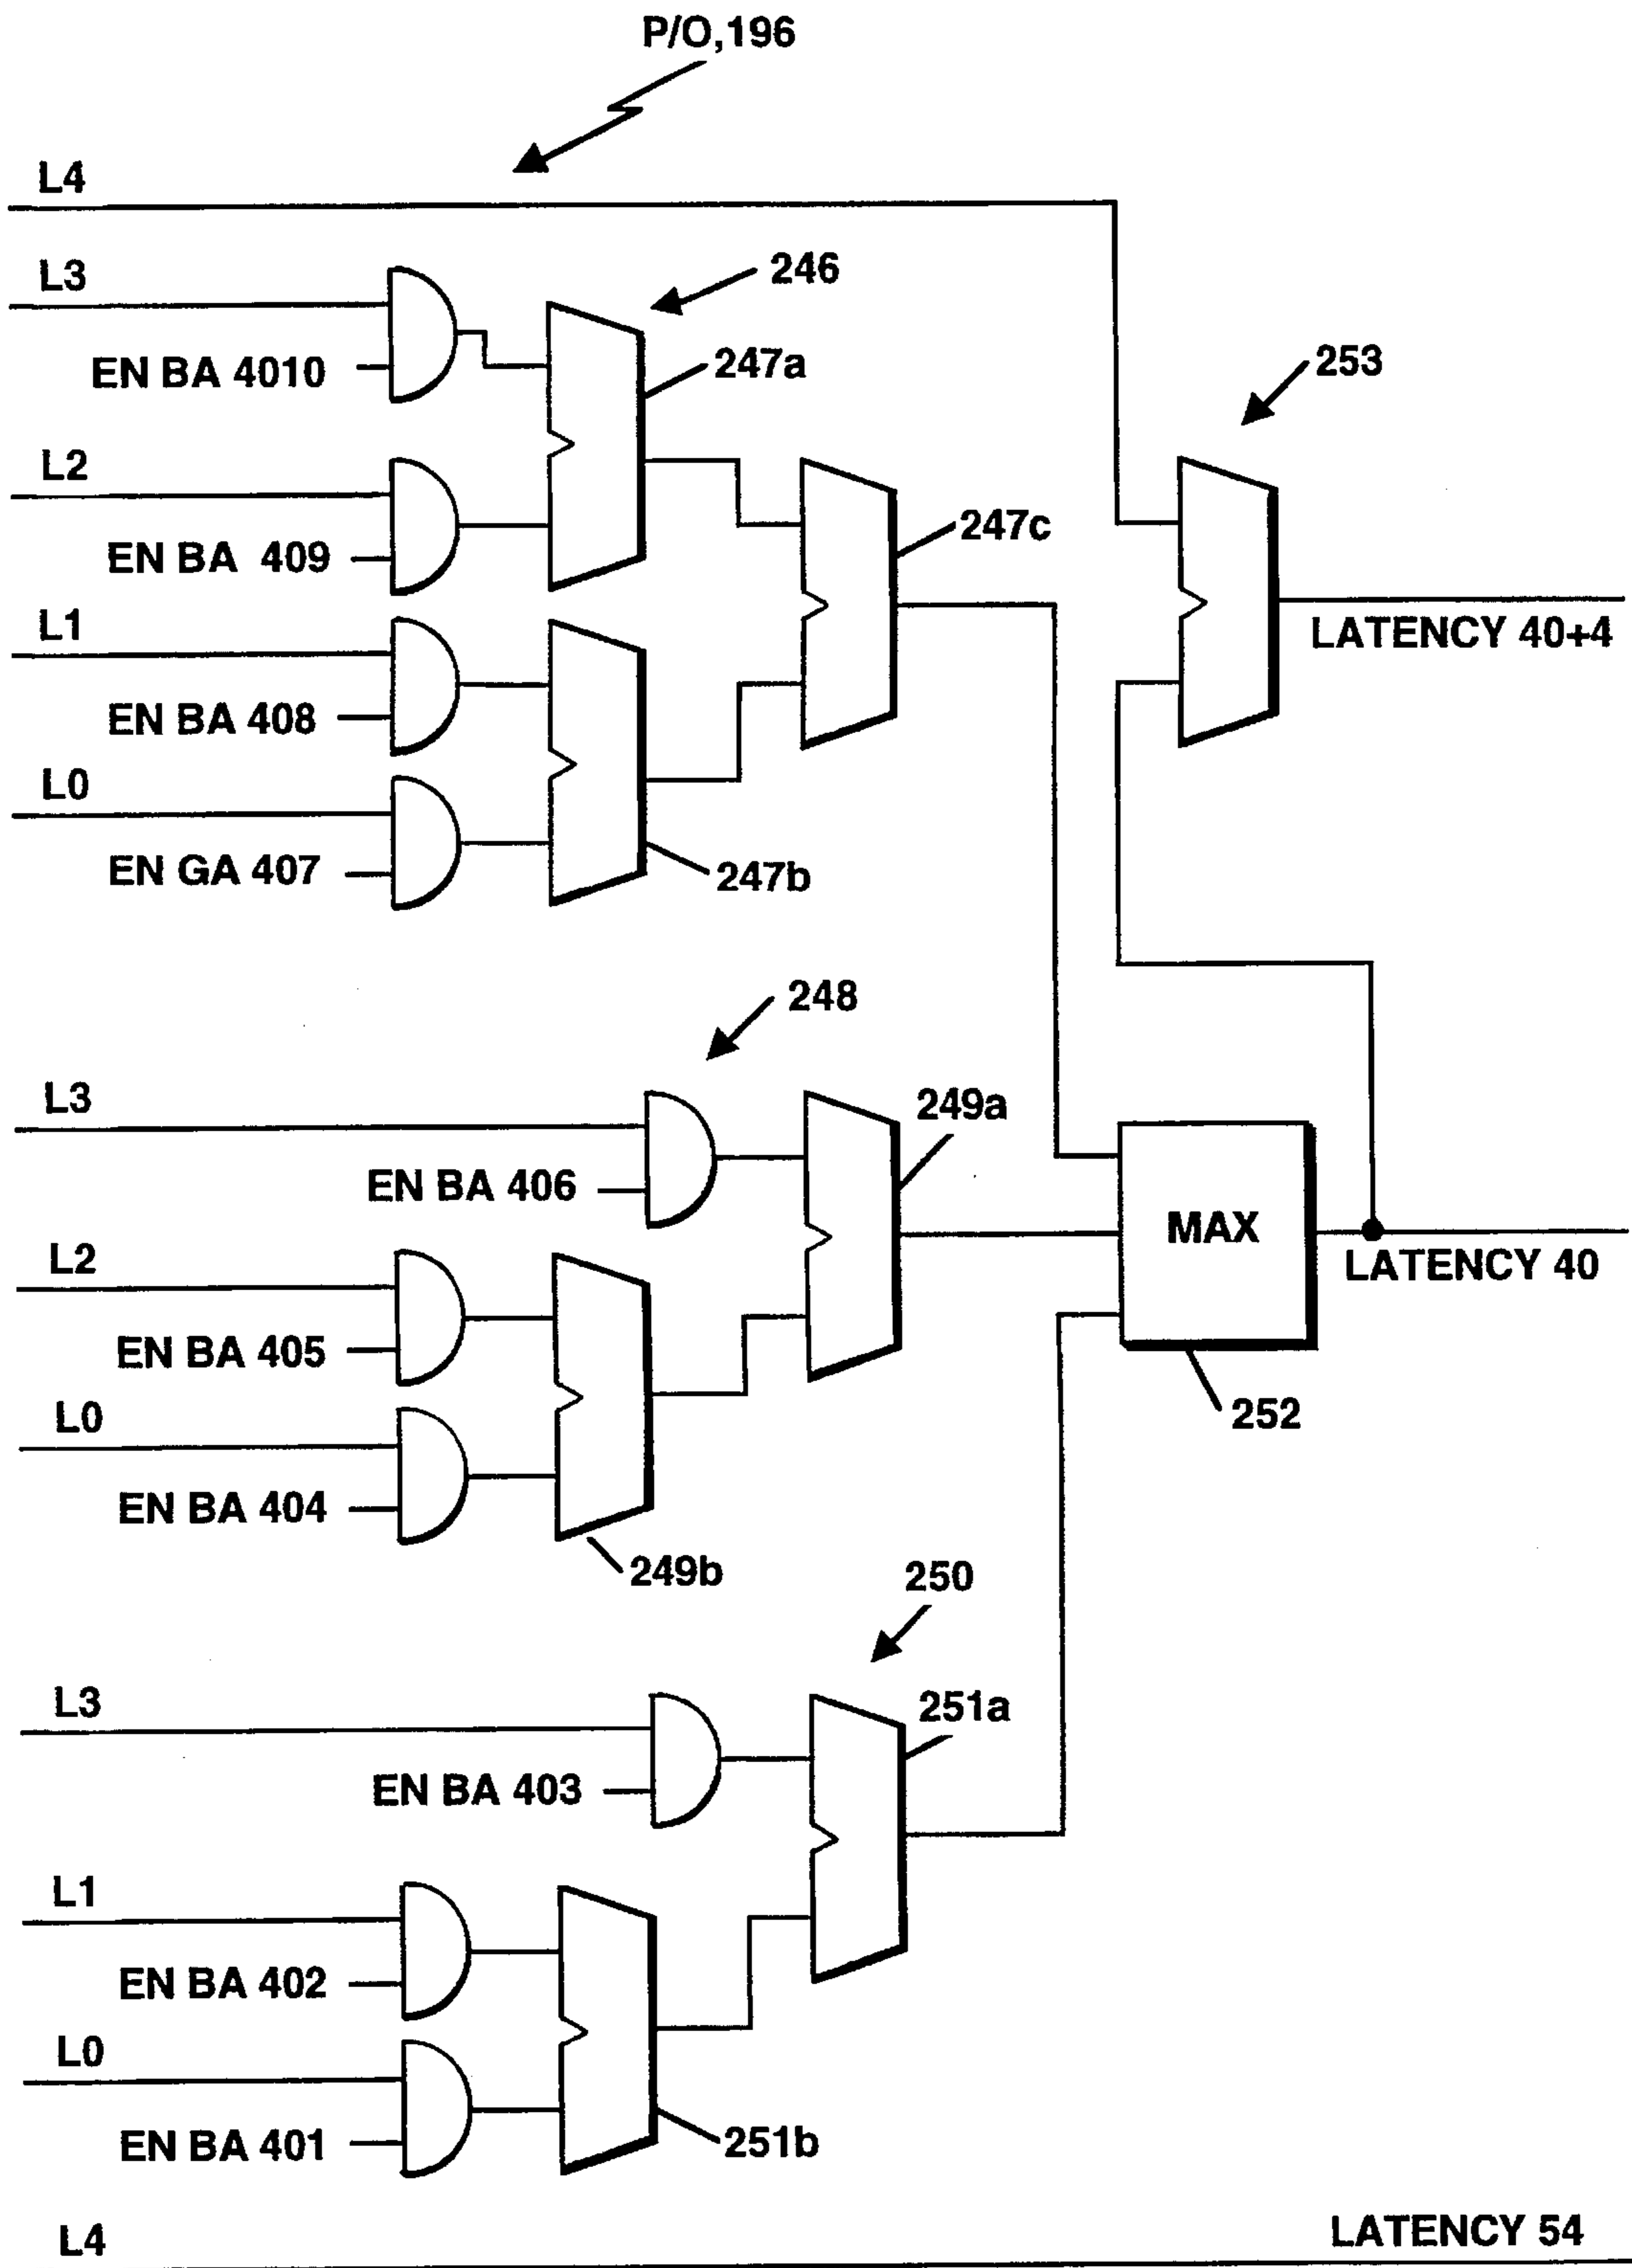 P/O,196
L4
L3
246
EN BA 4010
247a
253
L2
EN BA 409
247c
L1
LATENCY 40+4
EN BA 408
L0
EN GA 407
247b
248
L3
249a
EN BA 406
MAX
L2
LATENCY 40
EN BA 405
252
L0
EN BA 404
249b
250
L3
251a
EN BA 403
L1
EN BA 402
L0
EN BA 401
251b
L4
LATENCY 54